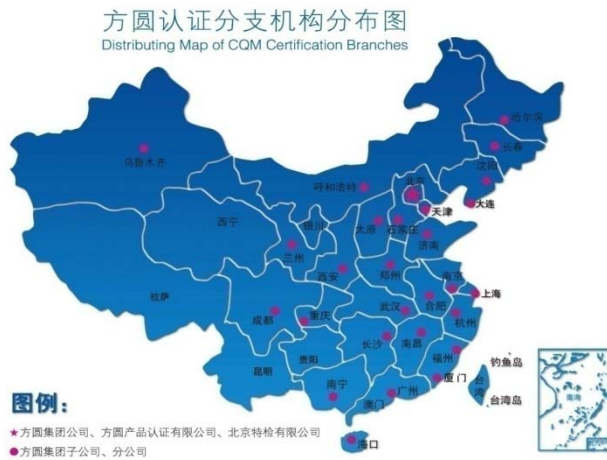 方圆认证分支机构分布图
Distributing Map of CQM Certification Branches
哈尔滨
长春
乌鲁木齐
沈阳
呼和浩特
北京
大连
天津
银川
西宁
太原
石家庄
济南
兰州
西安
郑州
南京
上海
拉萨
合肥
成都
重庆
武汉
杭州
长沙
南昌
贵阳
福州
钓鱼岛
昆明
厦门
台湾
南宁
广州
台湾岛
澳门
南海
海口
图例：
★方圆集团公司、方圆产品认证有限公司、北京特检有限公司
●方圆集团子公司、分公司